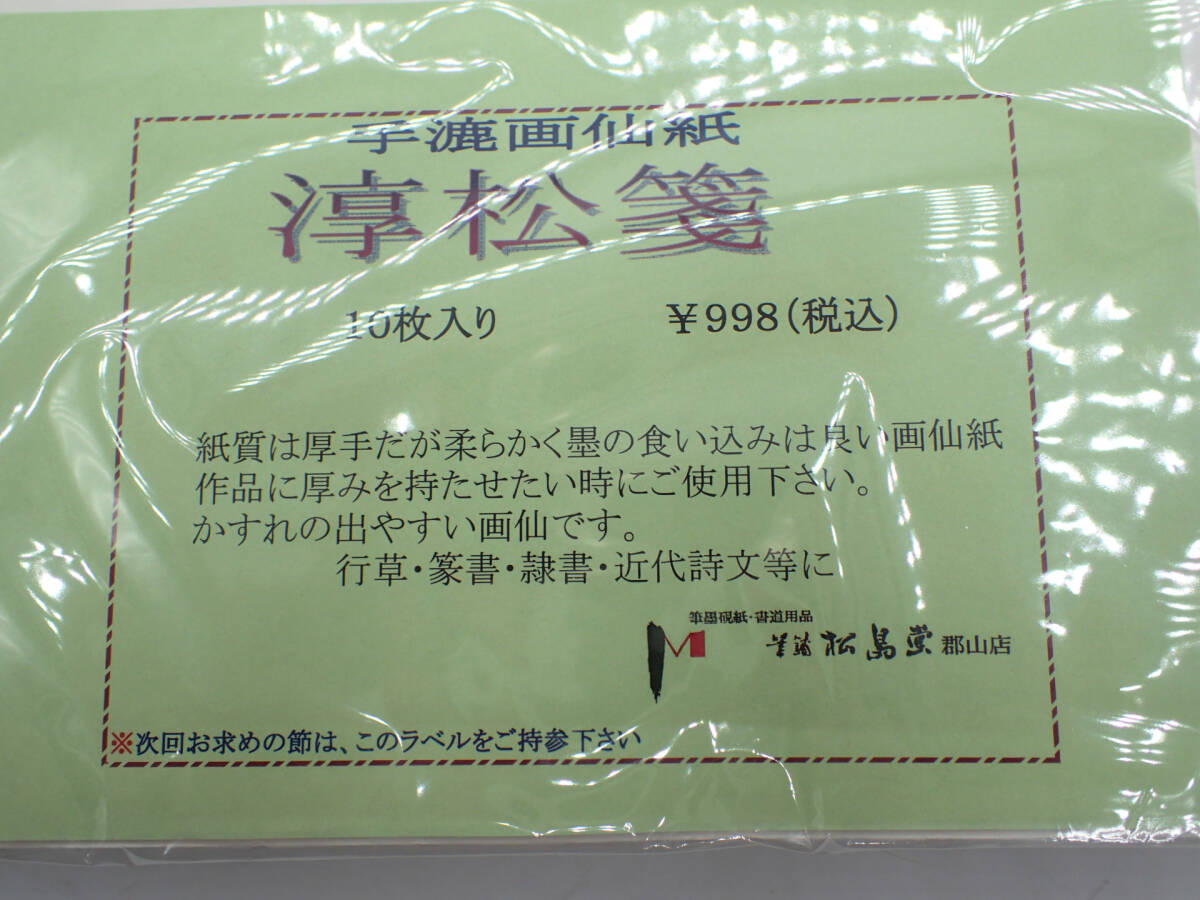 手漉画仙紙
淳松箋
10枚入り ¥998(税込)
紙質は厚手だが柔らかく墨の食い込みは良い画仙紙
作品に厚みを持たせたい時にご使用下さい。
かすれの出やすい画仙です。
行草・篆書・隷書・近代詩文等に
筆墨硯紙・書道用品
筆舗 松島堂 郡山店
※次回お求めの節は、このラベルをご持参下さい